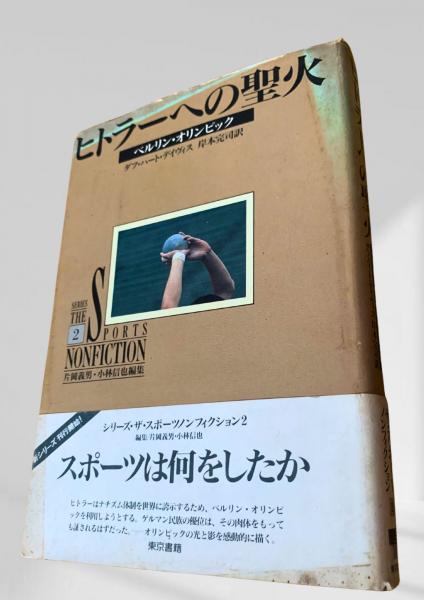 ヒトラーへの聖火
ベルリン・オリンピック
ダフ・ハート・デイヴィス 岸本完司訳
SERIES
THE SPORTS
2
NONFICTION
片岡義男・小林信也編集
シリーズ刊行開始!
シリーズ・ザ・スポーツノンフィクション2
編集:片岡義男・小林信也
スポーツは何をしたか
ヒトラーはナチズム体制を世界に誇示するため、ベルリン・オリンピ
ックを利用しようとする。ゲルマン民族の優位は、その肉体をもって
も証されるはずだった。──オリンピックの光と影を感動的に描く。
東京書籍